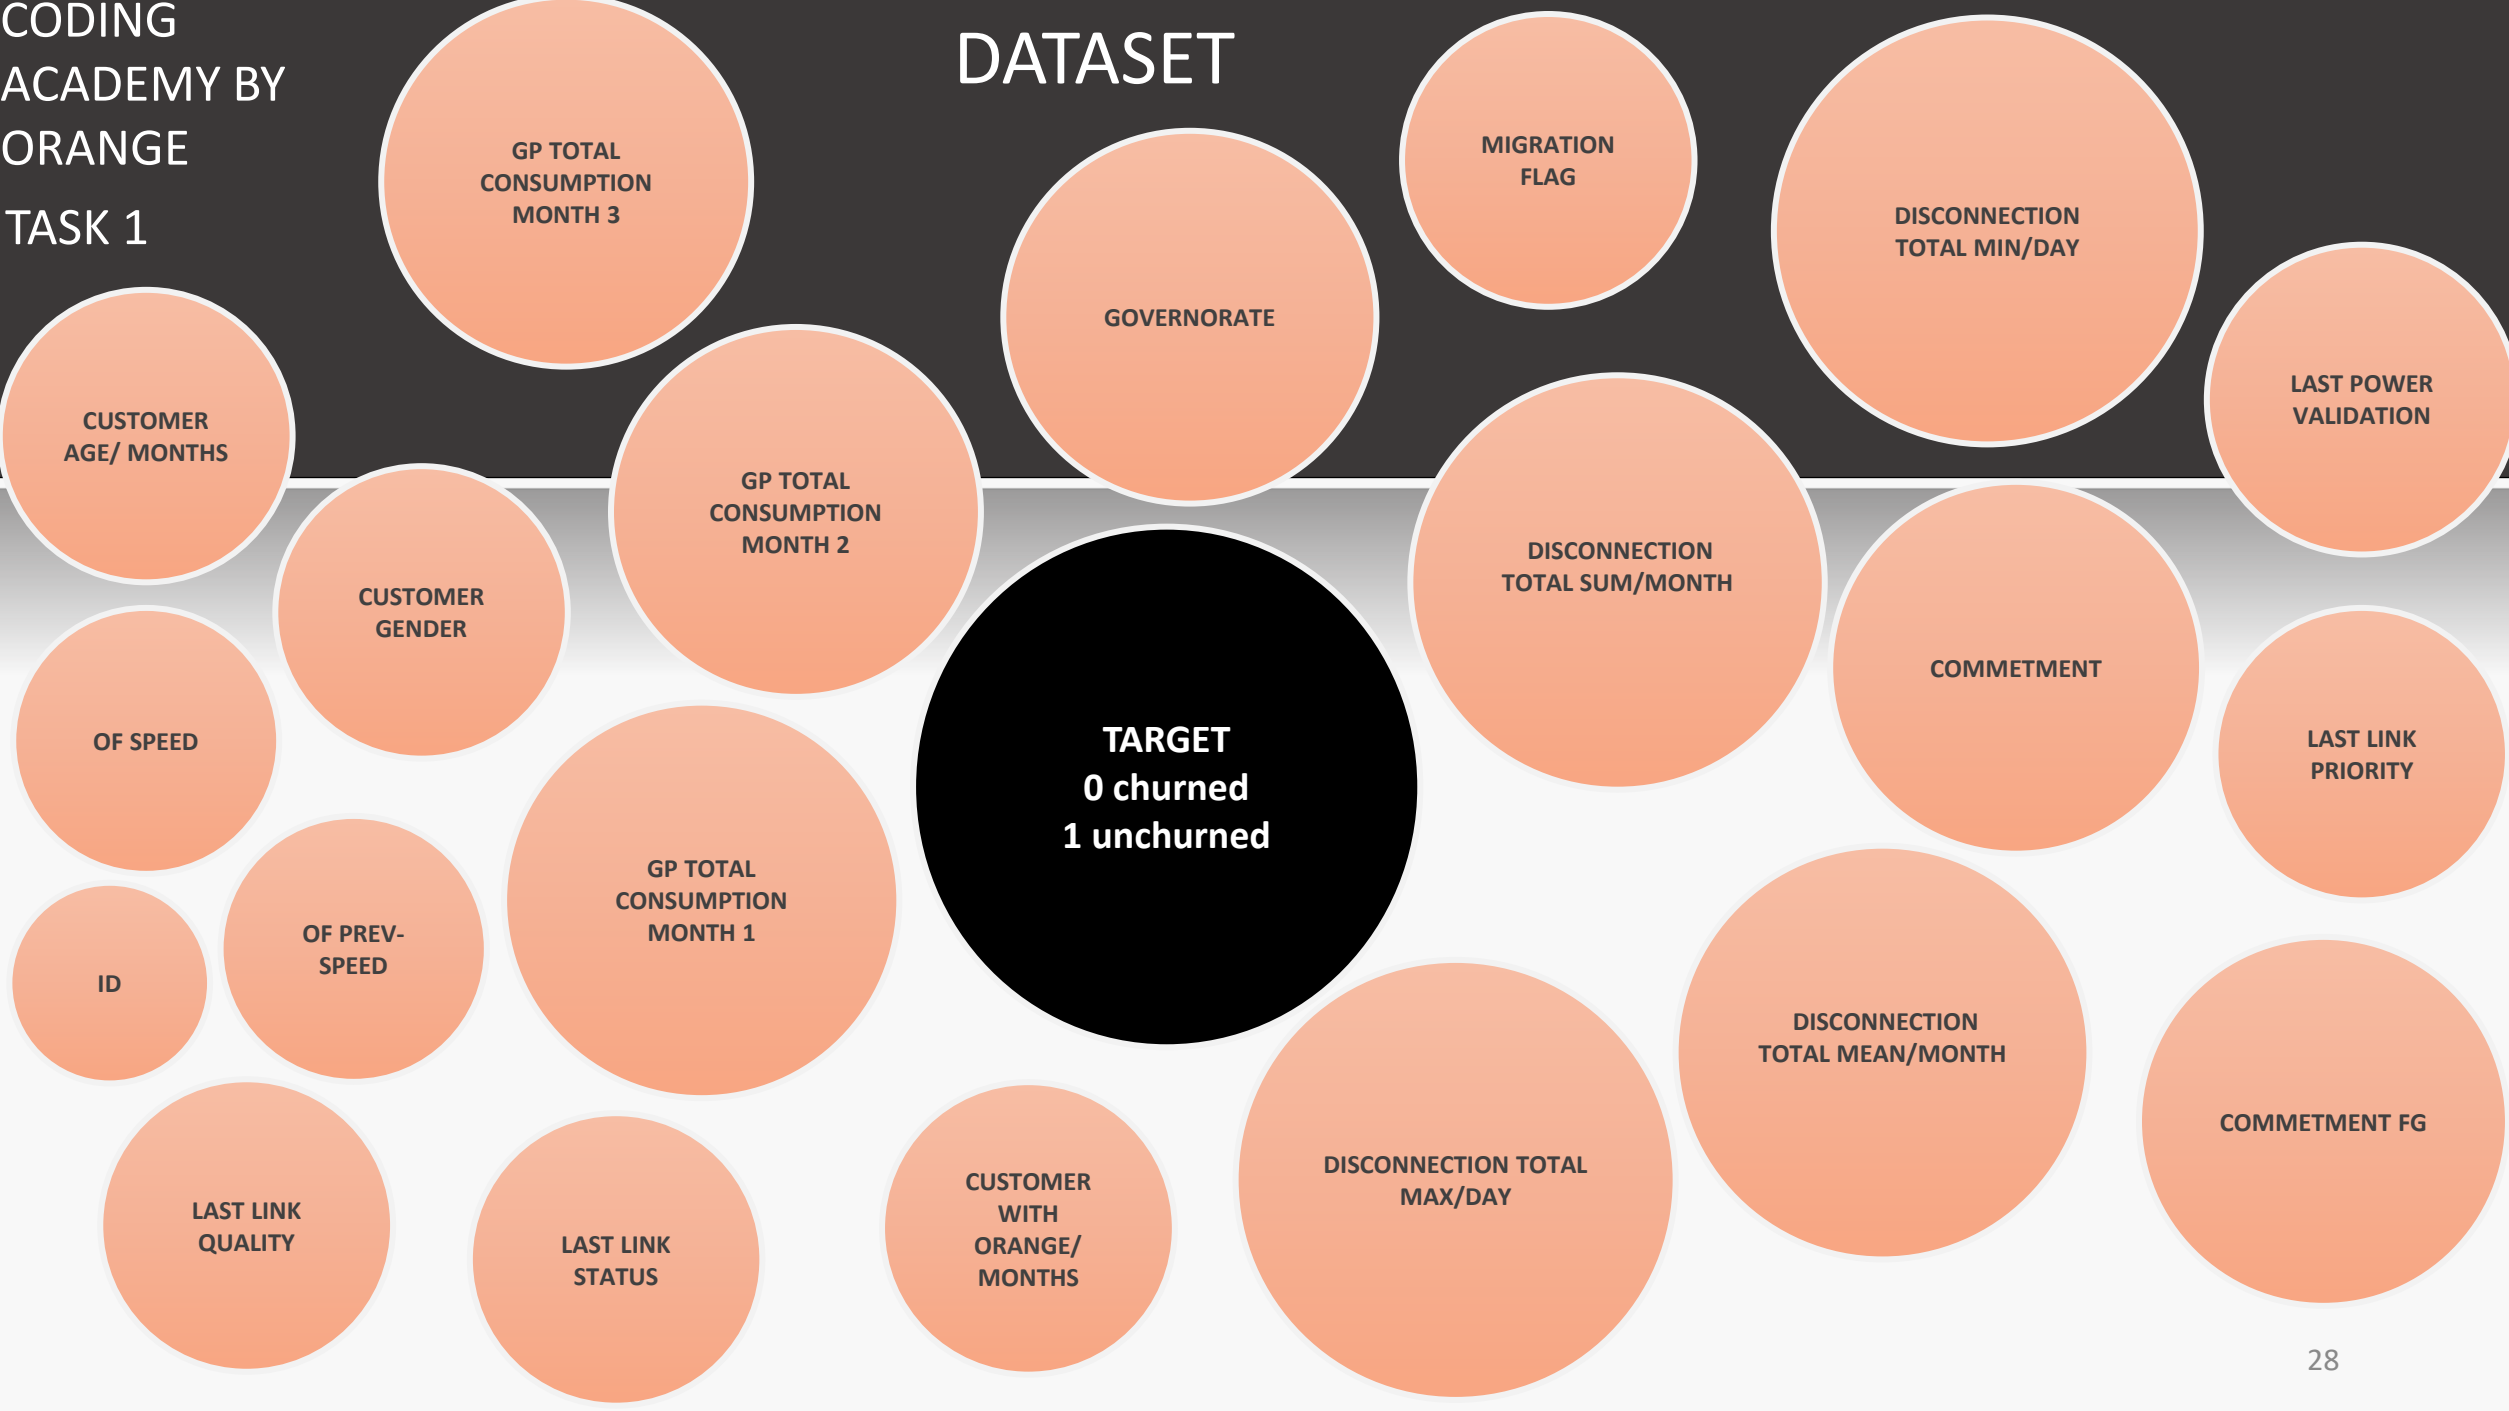 CODING
ACADEMY BY
ORANGE
TASK 1
DATASET
GP TOTAL
CONSUMPTION
MONTH 3
MIGRATION
FLAG
DISCONNECTION
TOTAL MIN/DAY
GOVERNORATE
LAST POWER
VALIDATION
CUSTOMER
AGE/ MONTHS
GP TOTAL
CONSUMPTION
MONTH 2
DISCONNECTION
TOTAL SUM/MONTH
CUSTOMER
GENDER
COMMETMENT
OF SPEED
TARGET
0 churned
1 unchurned
LAST LINK
PRIORITY
GP TOTAL
CONSUMPTION
MONTH 1
OF PREV-
SPEED
ID
DISCONNECTION
TOTAL MEAN/MONTH
COMMETMENT FG
DISCONNECTION TOTAL
MAX/DAY
CUSTOMER
WITH
ORANGE/
MONTHS
LAST LINK
QUALITY
LAST LINK
STATUS
28